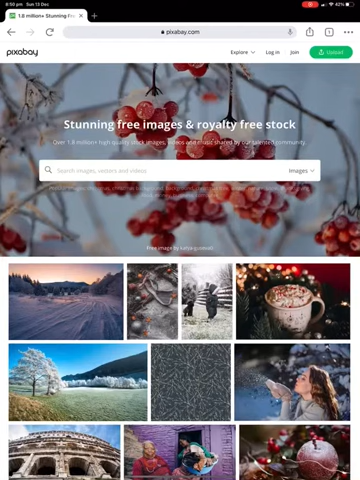 8:50 pm Sun 13 Dec
42%
1.8 million+ Stunning Fre
pixabay.com
1
pixabay
Explore
Log in
Join
Upload
Stunning free images & royalty free stock
Over 1.8 million+ high quality stock images, videos and music shared by our talented community.
Search images, vectors and videos
Images
Free image by